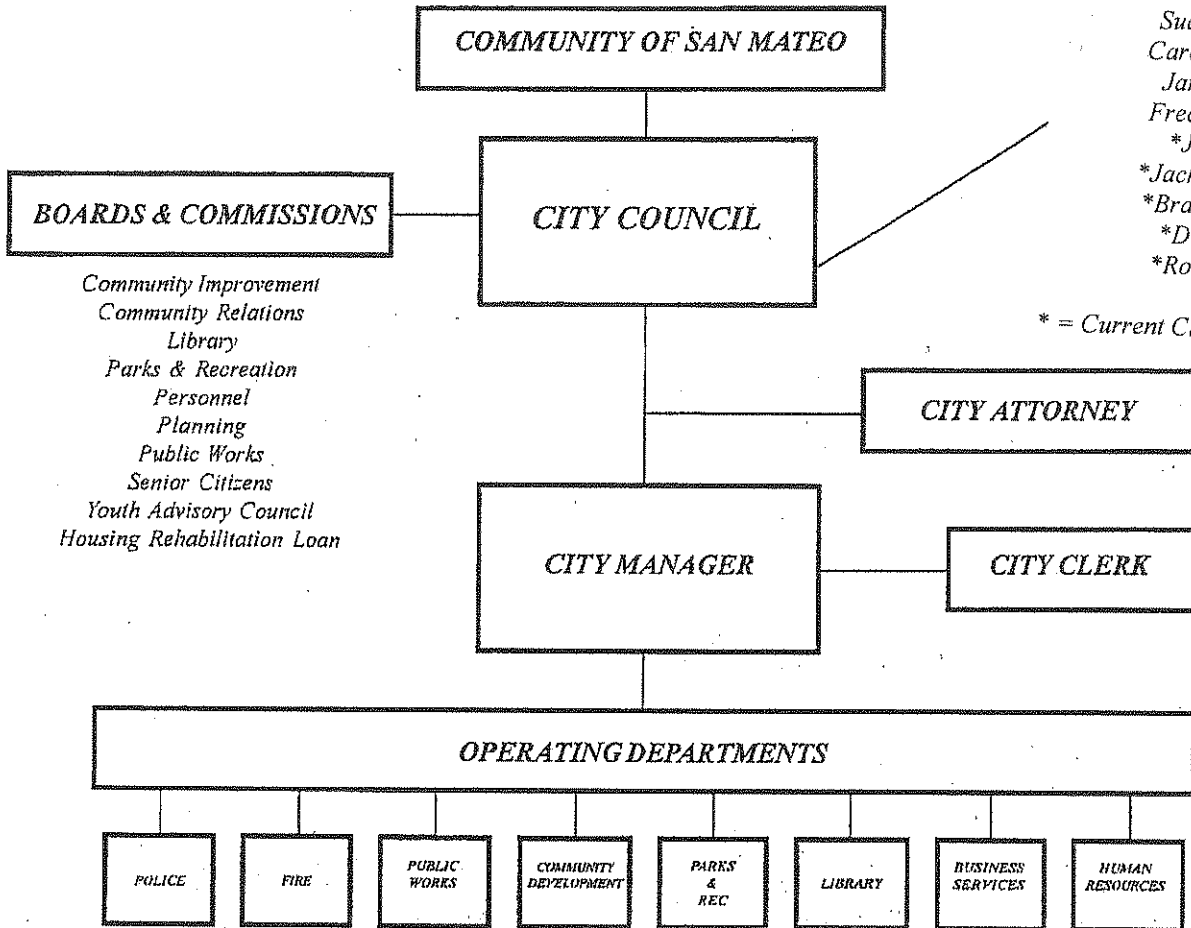 COMMUNITY OF SAN MATEO
CITY COUNCIL
BOARDS & COMMISSIONS
Community Improvement
Community Relations
Library
Parks & Recreation
Personnel
Planning
Public Works
Senior Citizens
Youth Advisory Council
Housing Rehabilitation Loan
* = Current
CITY ATTORNEY
CITY MANAGER
CITY CLERK
OPERATING DEPARTMENTS
POLICE
FIRE
PUBLIC
WORKS
COMMUNITY
DEVELOPMENT
PARKS
&
REC
LIBRARY
BUSINESS
SERVICES
HUMAN
RESOURCES